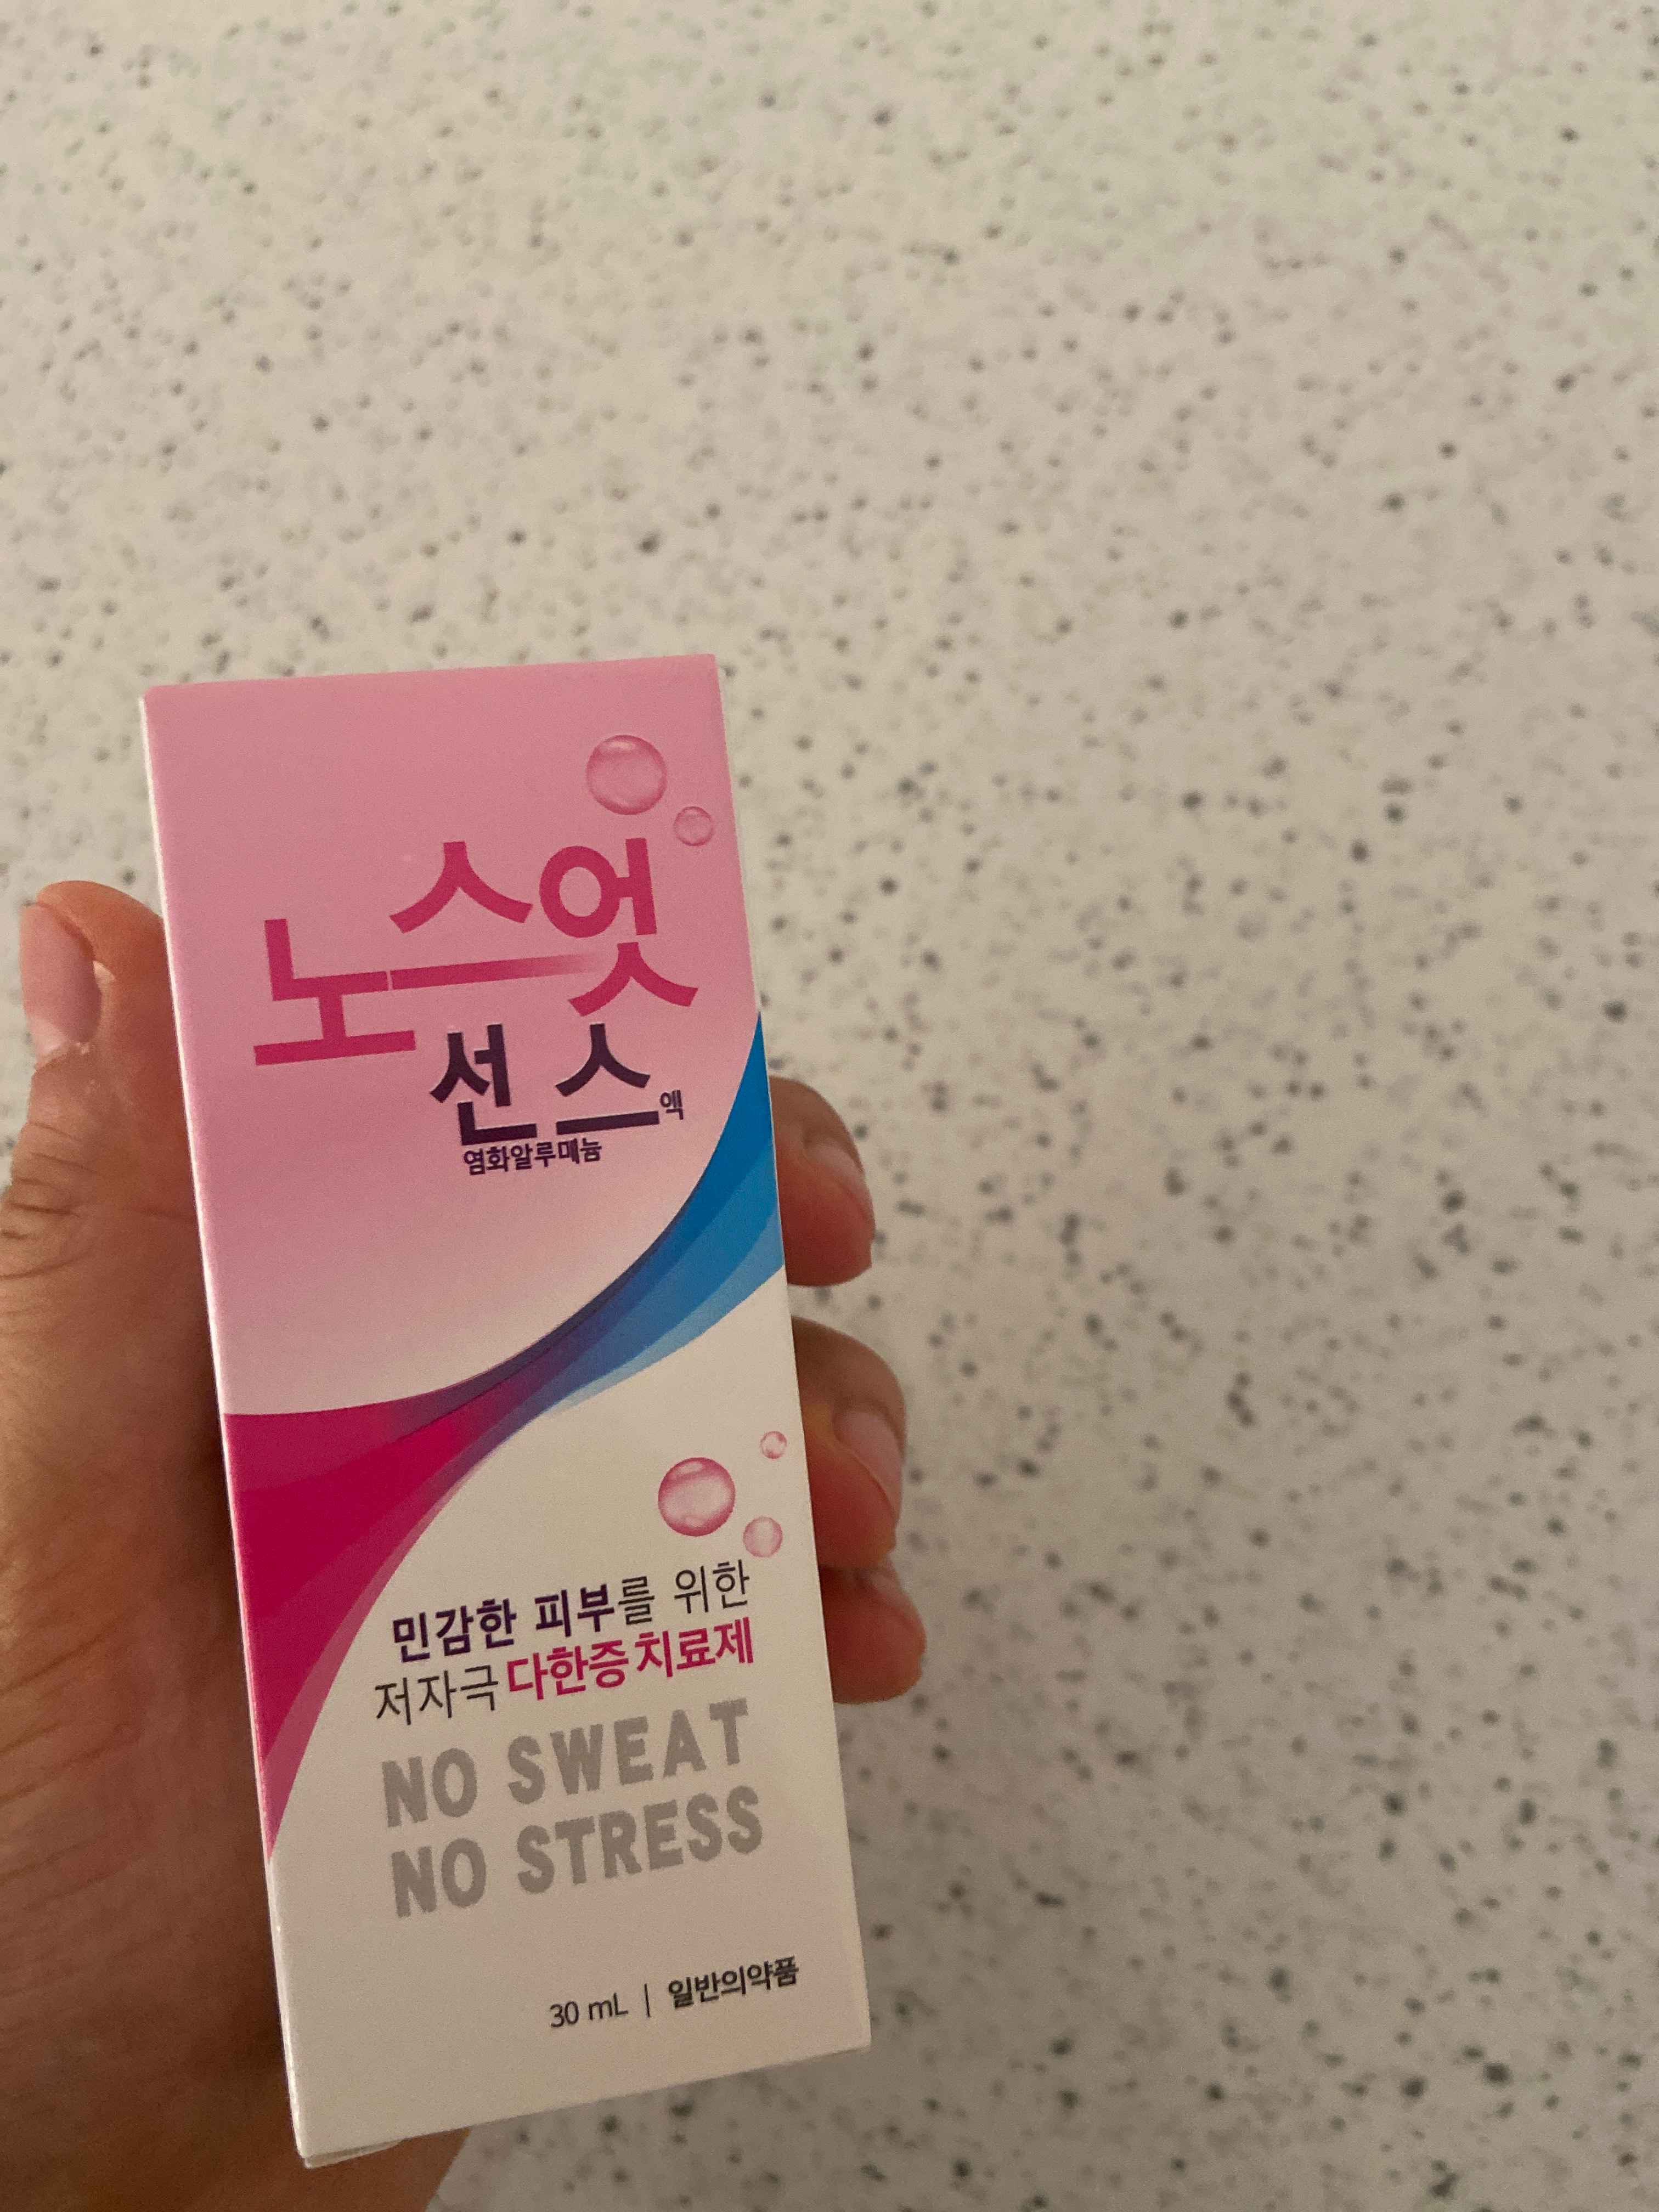 노스엇
센스액
염화알루미늄
민감한 피부를 위한
저자극 다한증 치료제
NO SWEAT
NO STRESS
30 mL | 일반의약품